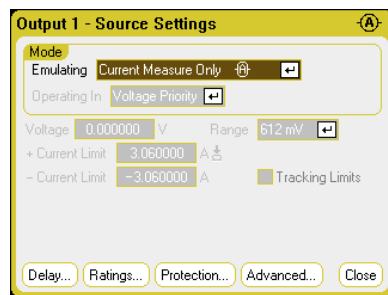 Output 1 - Source Settings
A
Mode
Emulating Current Measure Only A
Operating In Voltage Priority
Voltage 0.000000 V Range 612 mV
+ Current Limit 3.060000 A
- Current Limit -3.060000 A Tracking Limits
Delay... Ratings... Protection... Advanced... Close